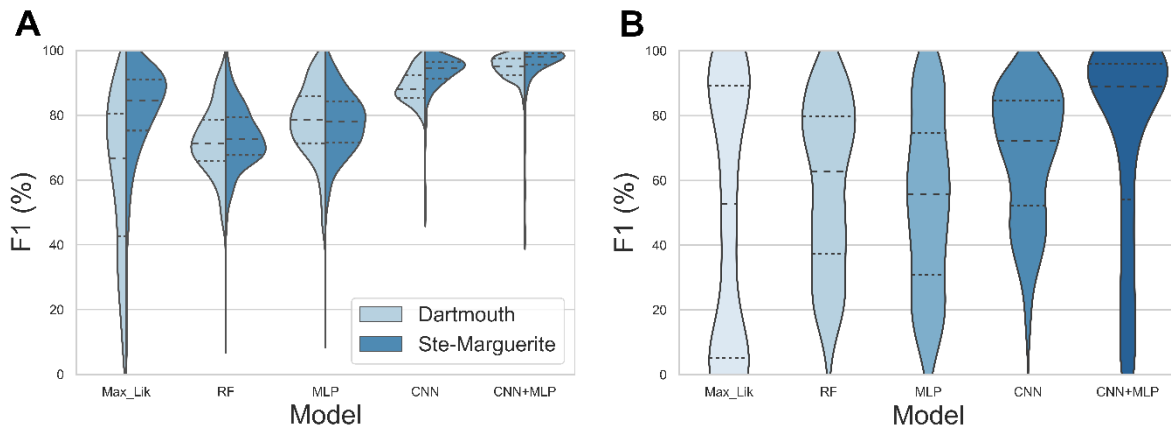 A
F1 (%)
100
80
60
40
20
0
Dartmouth
Ste-Marguerite
Max_Lik RF MLP CNN CNN+MLP
Model
B
F1 (%)
100
80
60
40
20
0
Max_Lik RF MLP CNN CNN+MLP
Model